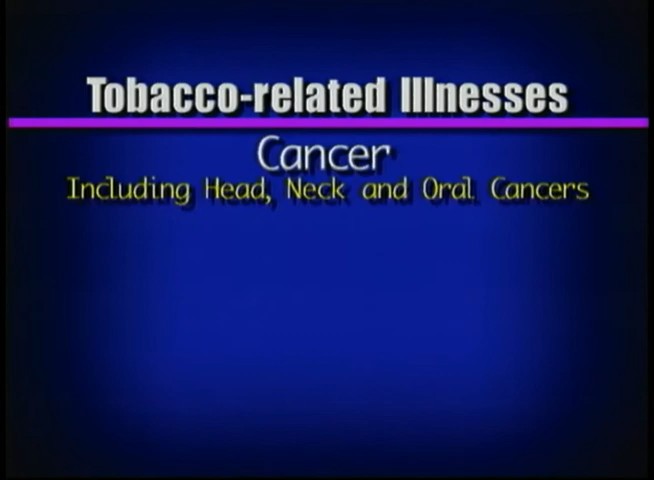 Tobacco-related Illnesses
Cancer
Including Head, Neck and Oral Cancers